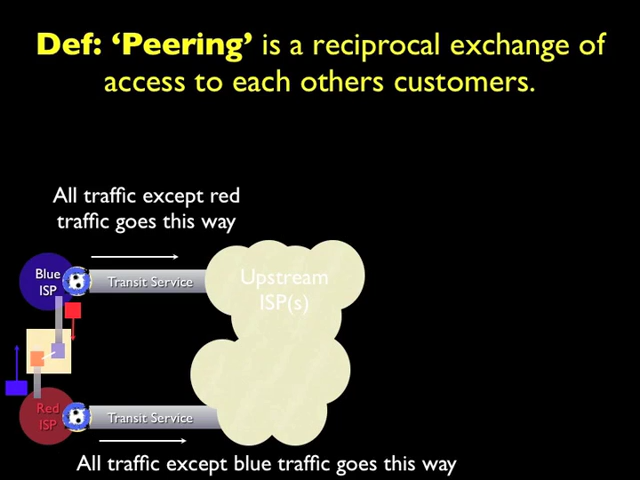 Def: ‘Peering’ is a reciprocal exchange of
access to each others customers.
All traffic except red
traffic goes this way
Blue
ISP
Transit Service
Upstream
ISP(s)
Red
ISP
Transit Service
All traffic except blue traffic goes this way